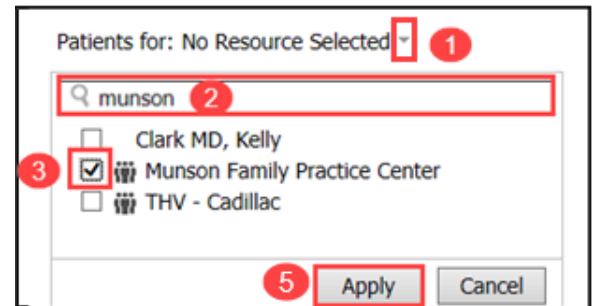 Patients for: No Resource Selected 1
munson 2
Clark MD, Kelly
3 Munson Family Practice Center
THV - Cadillac
5 Apply Cancel